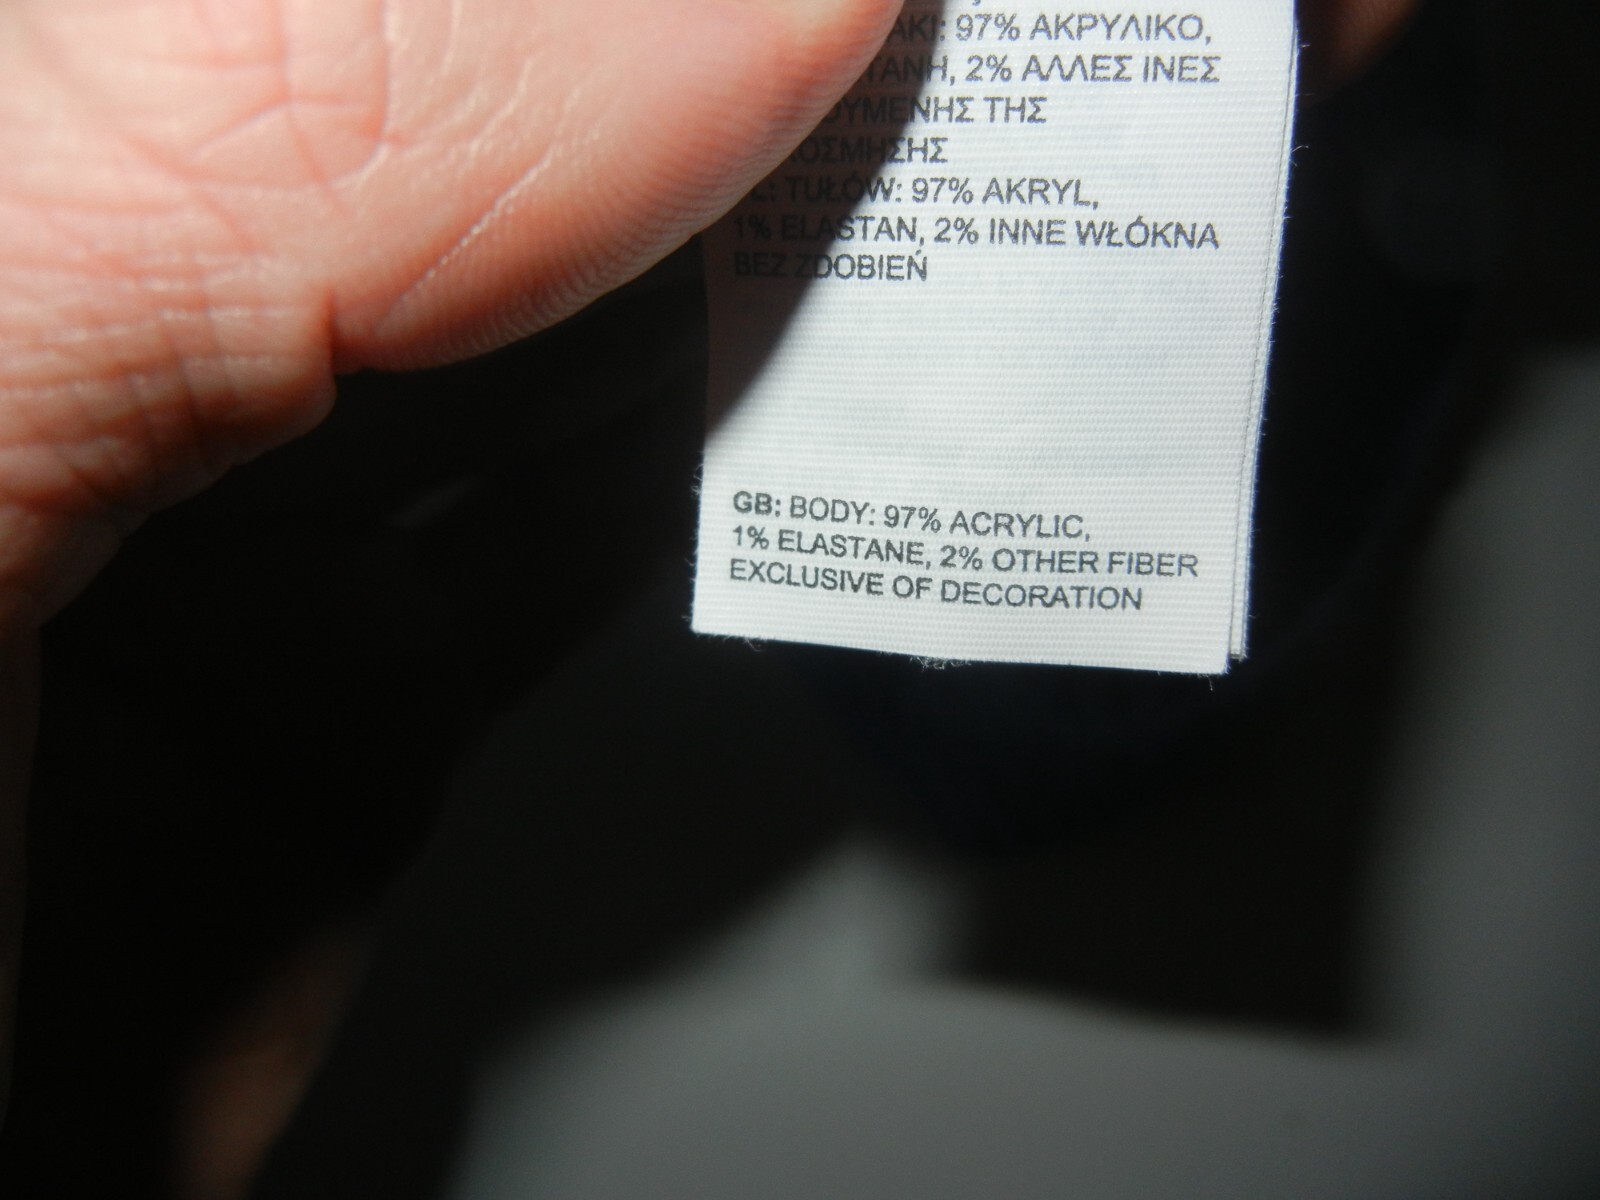 97% ΑΚΡΥΛΙΚΟ,
2% ΑΛΛΕΣ ΙΝΕΣ
ΤΗΣ
PL: TUŁÓW: 97% AKRYL,
1% ELASTAN, 2% INNE WŁÓKNA
BEZ ZDOBIEŃ
GB: BODY: 97% ACRYLIC,
1% ELASTANE, 2% OTHER FIBER
EXCLUSIVE OF DECORATION